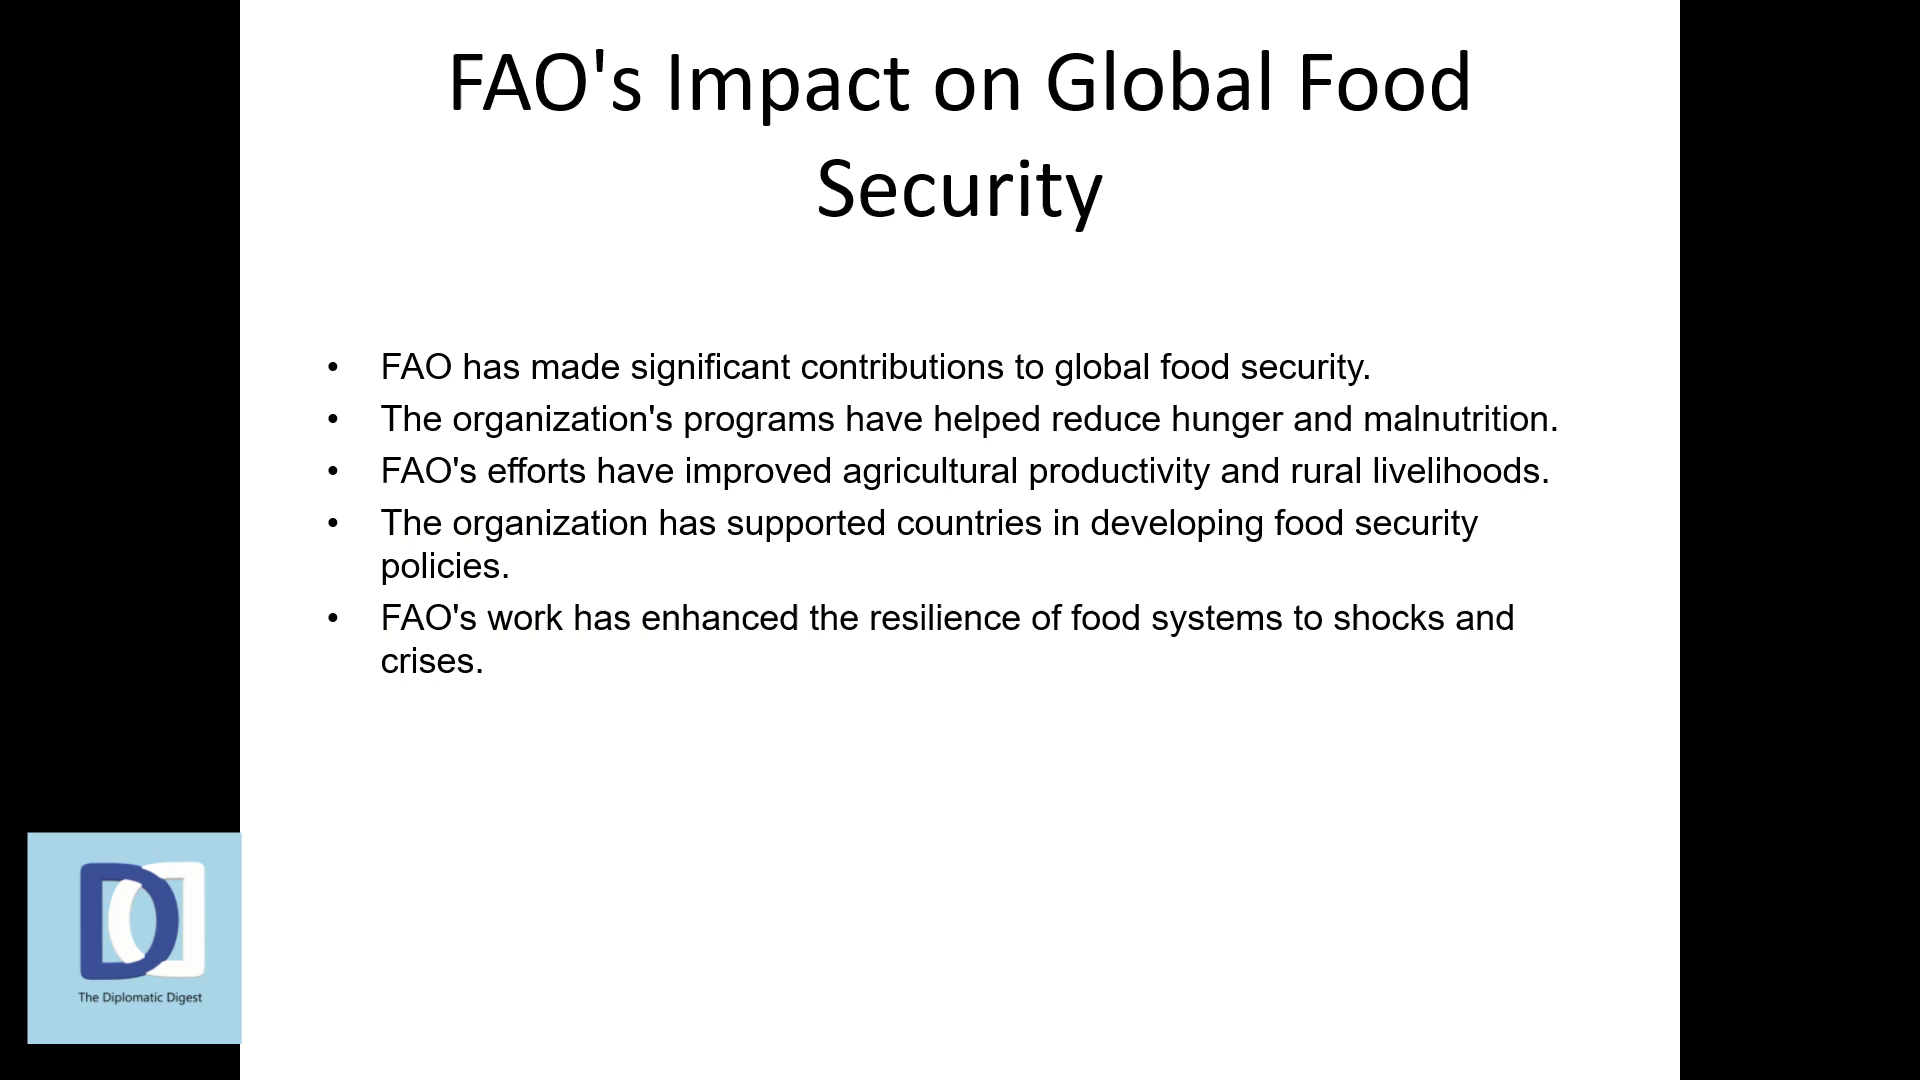 FAO's Impact on Global Food
Security
• FAO has made significant contributions to global food security.
• The organization's programs have helped reduce hunger and malnutrition.
• FAO's efforts have improved agricultural productivity and rural livelihoods.
• The organization has supported countries in developing food security
policies.
• FAO's work has enhanced the resilience of food systems to shocks and
crises.
DD
The Diplomatic Digest